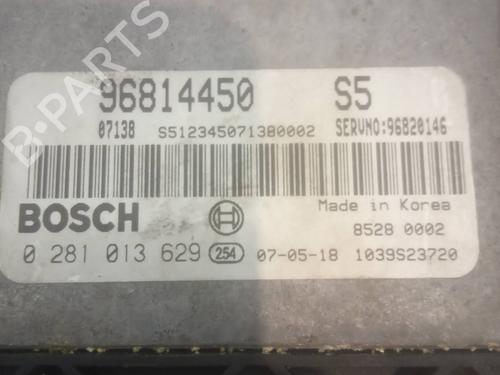 B-PARTS
96814450 S5
07138 S512345071380002 SERVNO:96820146
BOSCH Made in Korea
8528 0002
0 281 013 629 254 07-05-18 1039S23720